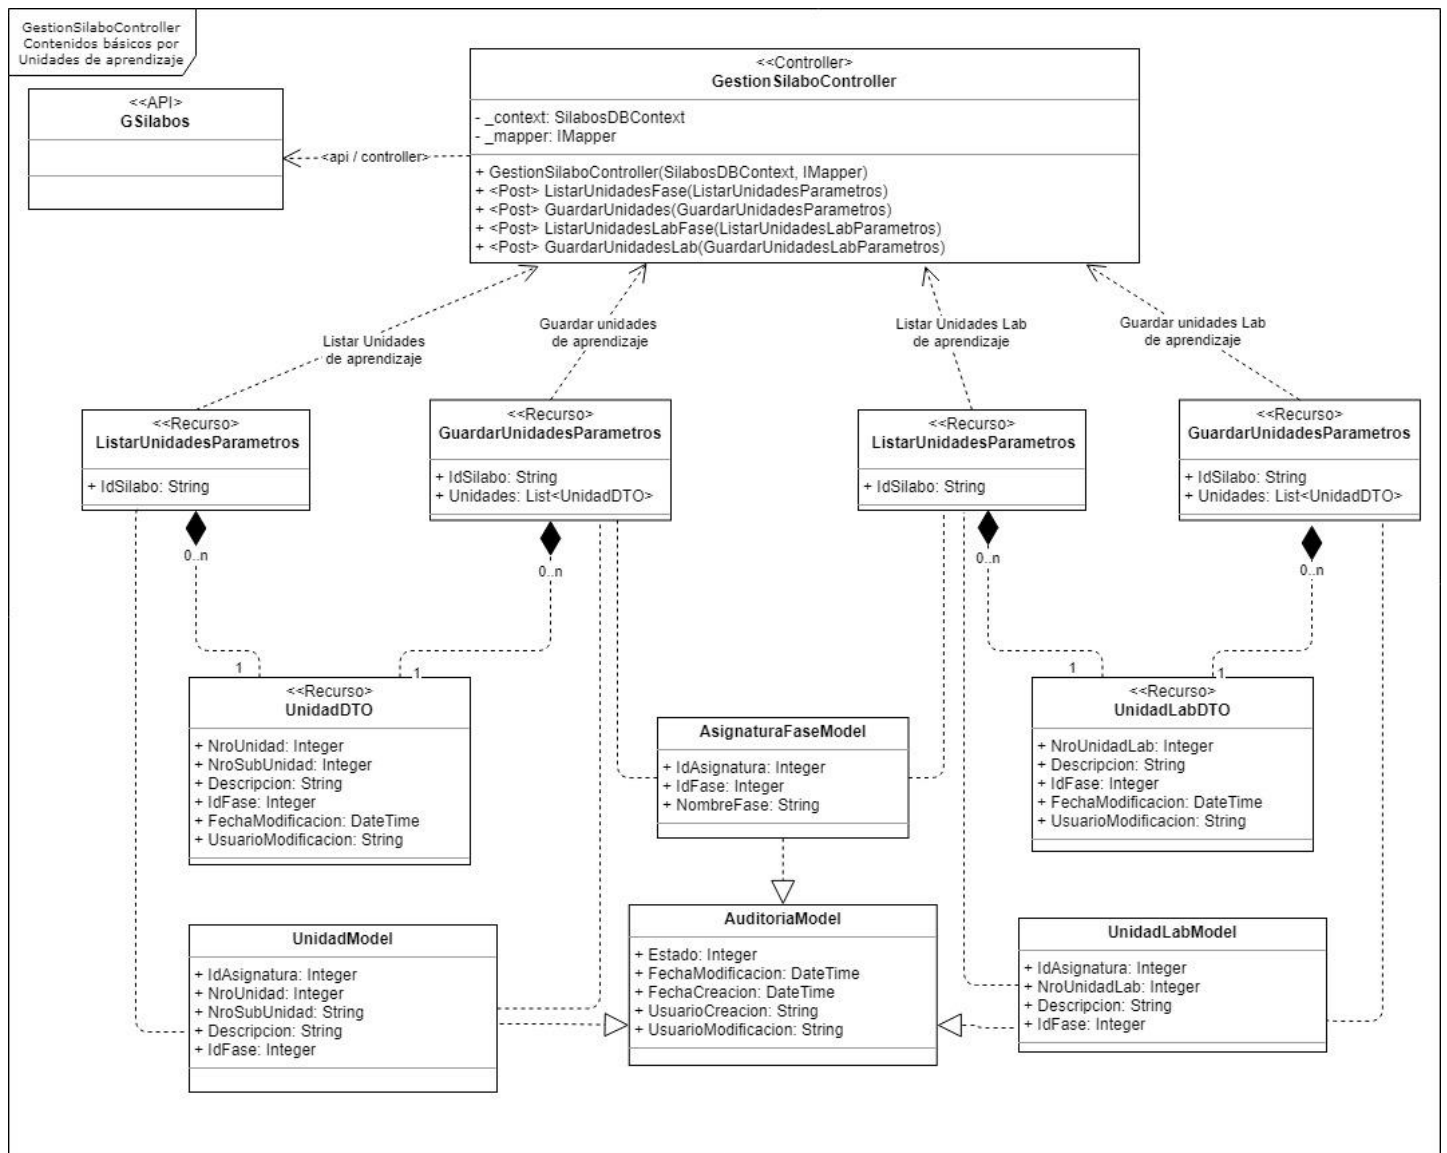 GestionSilaboController
Contenidos básicos por
Unidades de aprendizaje
<<API>
GSilabos
<api / controller>
<<Controller>
GestionSilaboController
- _context: SilabosDBContext
- _mapper: IMapper
+ GestionSilaboController(SilabosDBContext, IMapper)
+ <Post> ListarUnidadesFase(ListarUnidadesParametros)
+ <Post> GuardarUnidades(GuardarUnidadesParametros)
+ <Post> ListarUnidadesLabFase(ListarUnidadesLabParametros)
+ <Post> GuardarUnidadesLab(GuardarUnidadesLabParametros)
Listar Unidades
de aprendizaje
Guardar unidades
de aprendizaje
Listar Unidades Lab
de aprendizaje
Guardar unidades Lab
de aprendizaje
<<Recurso>
ListarUnidadesParametros
+ IdSilabo: String
<<Recurso>
GuardarUnidadesParametros
+ IdSilabo: String
+ Unidades: List<UnidadDTO>
<<Recurso>
ListarUnidadesParametros
+ IdSilabo: String
<<Recurso>
GuardarUnidadesParametros
+ IdSilabo: String
+ Unidades: List<UnidadDTO>
0..n
0..n
0..n
0..n
1
1
1
1
<<Recurso>
UnidadDTO
+ NroUnidad: Integer
+ NroSubUnidad: Integer
+ Descripcion: String
+ IdFase: Integer
+ FechaModificacion: DateTime
+ UsuarioModificacion: String
AsignaturaFaseModel
+ IdAsignatura: Integer
+ IdFase: Integer
+ NombreFase: String
<<Recurso>
UnidadLabDTO
+ NroUnidadLab: Integer
+ Descripcion: String
+ IdFase: Integer
+ FechaModificacion: DateTime
+ UsuarioModificacion: String
UnidadModel
+ IdAsignatura: Integer
+ NroUnidad: Integer
+ NroSubUnidad: String
+ Descripcion: String
+ IdFase: Integer
AuditoriaModel
+ Estado: Integer
+ FechaModificacion: DateTime
+ FechaCreacion: DateTime
+ UsuarioCreacion: String
+ UsuarioModificacion: String
UnidadLabModel
+ IdAsignatura: Integer
+ NroUnidadLab: Integer
+ Descripcion: String
+ IdFase: Integer